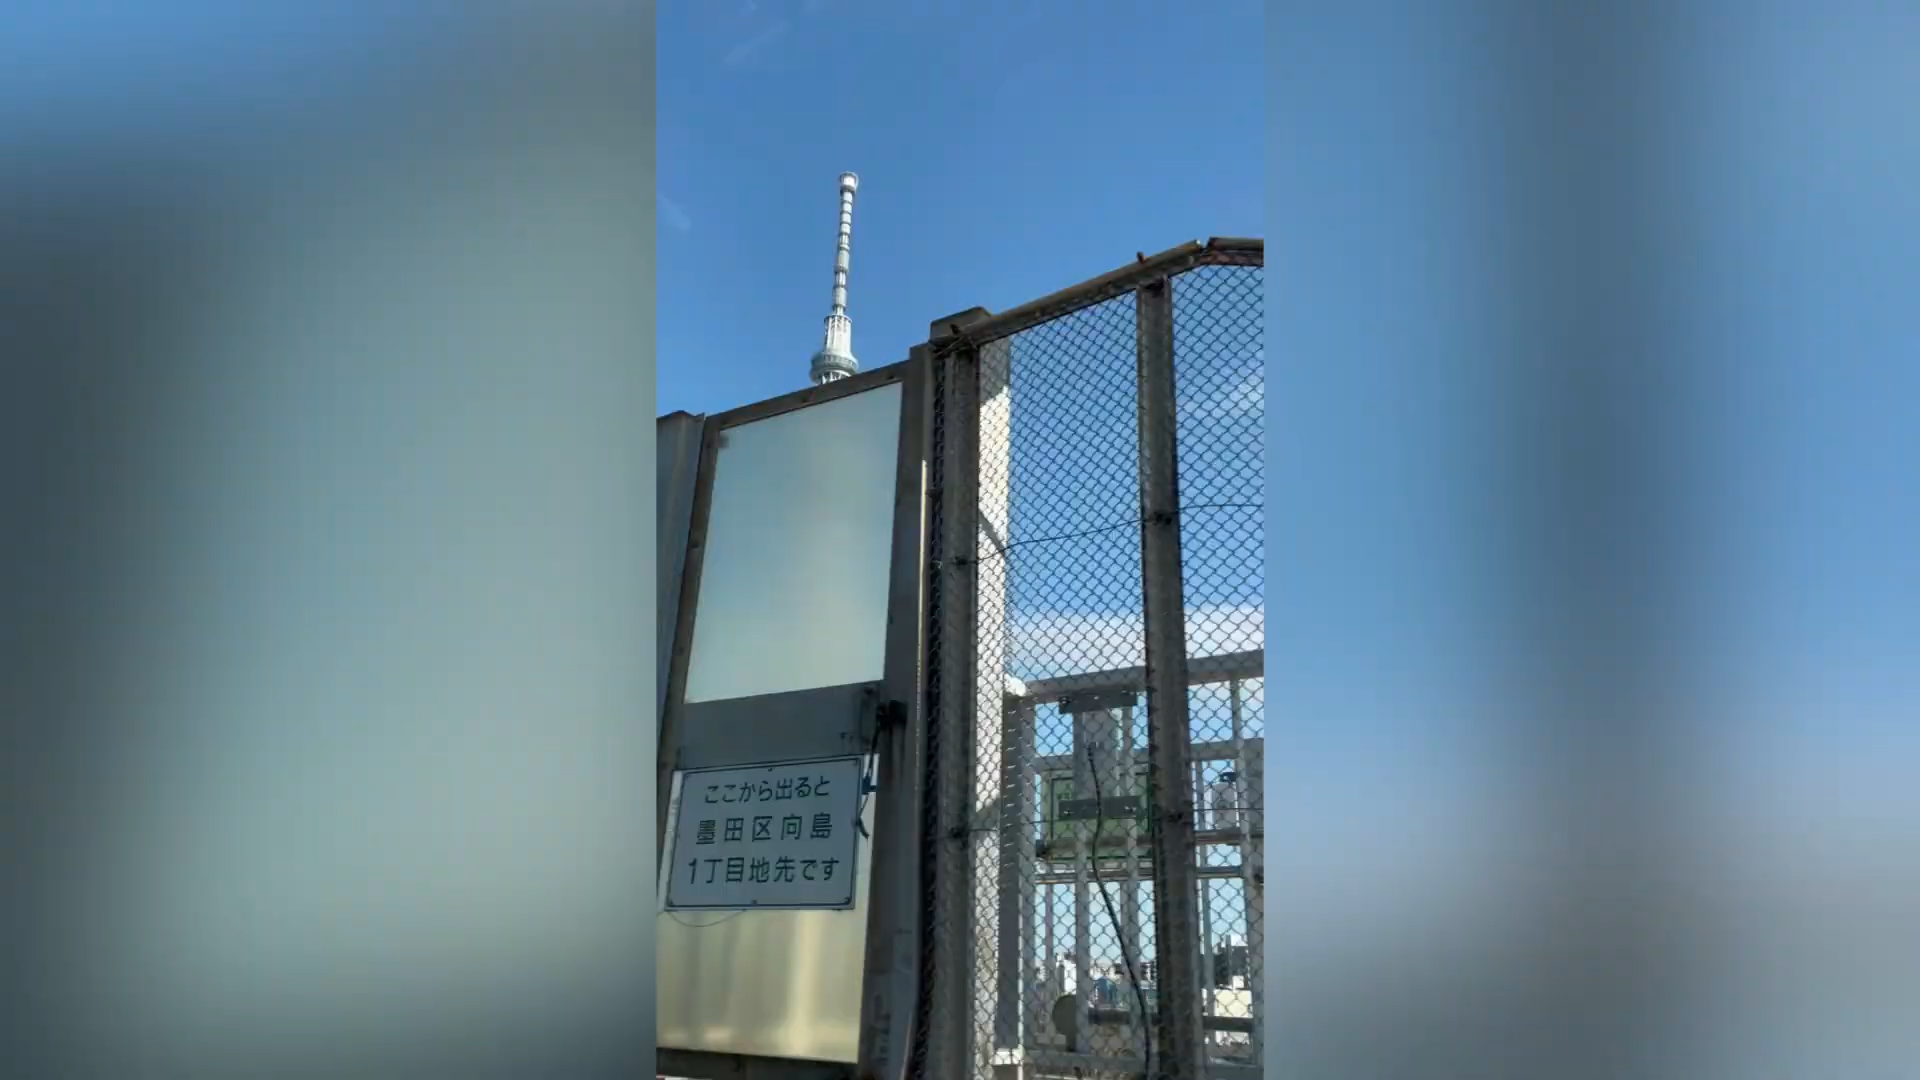 ここから出ると
墨田区向島
1丁目地先です